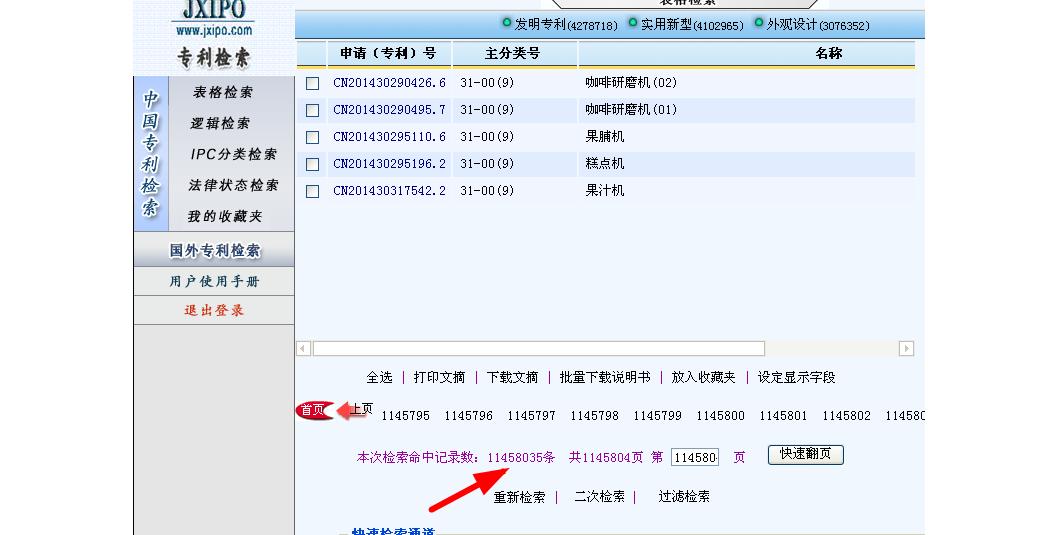 JXIPO
www.jxipo.com
专利检索
中国专利检索
表格检索
逻辑检索
IPC分类检索
法律状态检索
我的收藏夹
国外专利检索
用户使用手册
退出登录
表格检索
发明专利(4278718) 实用新型(4102965) 外观设计(3076352)
申请（专利）号 主分类号 名称
CN201430290426.6 31-00(9) 咖啡研磨机(02)
CN201430290495.7 31-00(9) 咖啡研磨机(01)
CN201430295110.6 31-00(9) 果脯机
CN201430295196.2 31-00(9) 糕点机
CN201430317542.2 31-00(9) 果汁机
全选 | 打印文摘 | 下载文摘 | 批量下载说明书 | 放入收藏夹 | 设定显示字段
首页 上页 1145795 1145796 1145797 1145798 1145799 1145800 1145801 1145802
本次检索命中记录数：11458035条 共1145804页 第 114580 页 快速翻页
重新检索 | 二次检索 | 过滤检索
快速检索通道